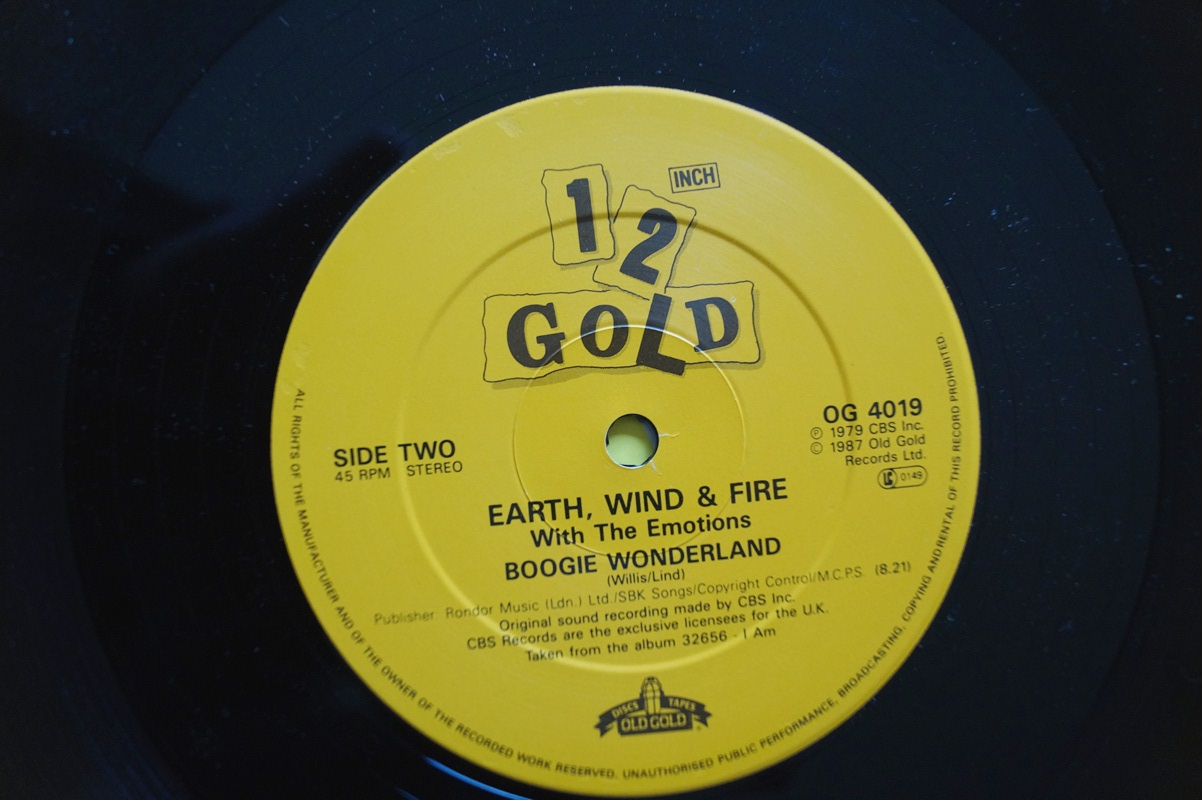 12
INCH
GOLD
SIDE TWO
45 RPM STEREO
OG 4019
Ⓟ 1979 CBS Inc.
© 1987 Old Gold
Records Ltd.
LC 0149
EARTH, WIND & FIRE
With The Emotions
BOOGIE WONDERLAND
(Willis/Lind)
Publisher: Rondor Music (Ldn.) Ltd./SBK Songs/Copyright Control/M.C.P.S. (8.21)
Original sound recording made by CBS Inc.
CBS Records are the exclusive licensees for the U.K.
Taken from the album 32656 - I Am
DISCS TAPES
OLD GOLD
ALL RIGHTS OF THE MANUFACTURER AND OF THE OWNER OF THE RECORDED WORK RESERVED. UNAUTHORISED PUBLIC PERFORMANCE, BROADCASTING, COPYING AND RENTAL OF THIS RECORD PROHIBITED.